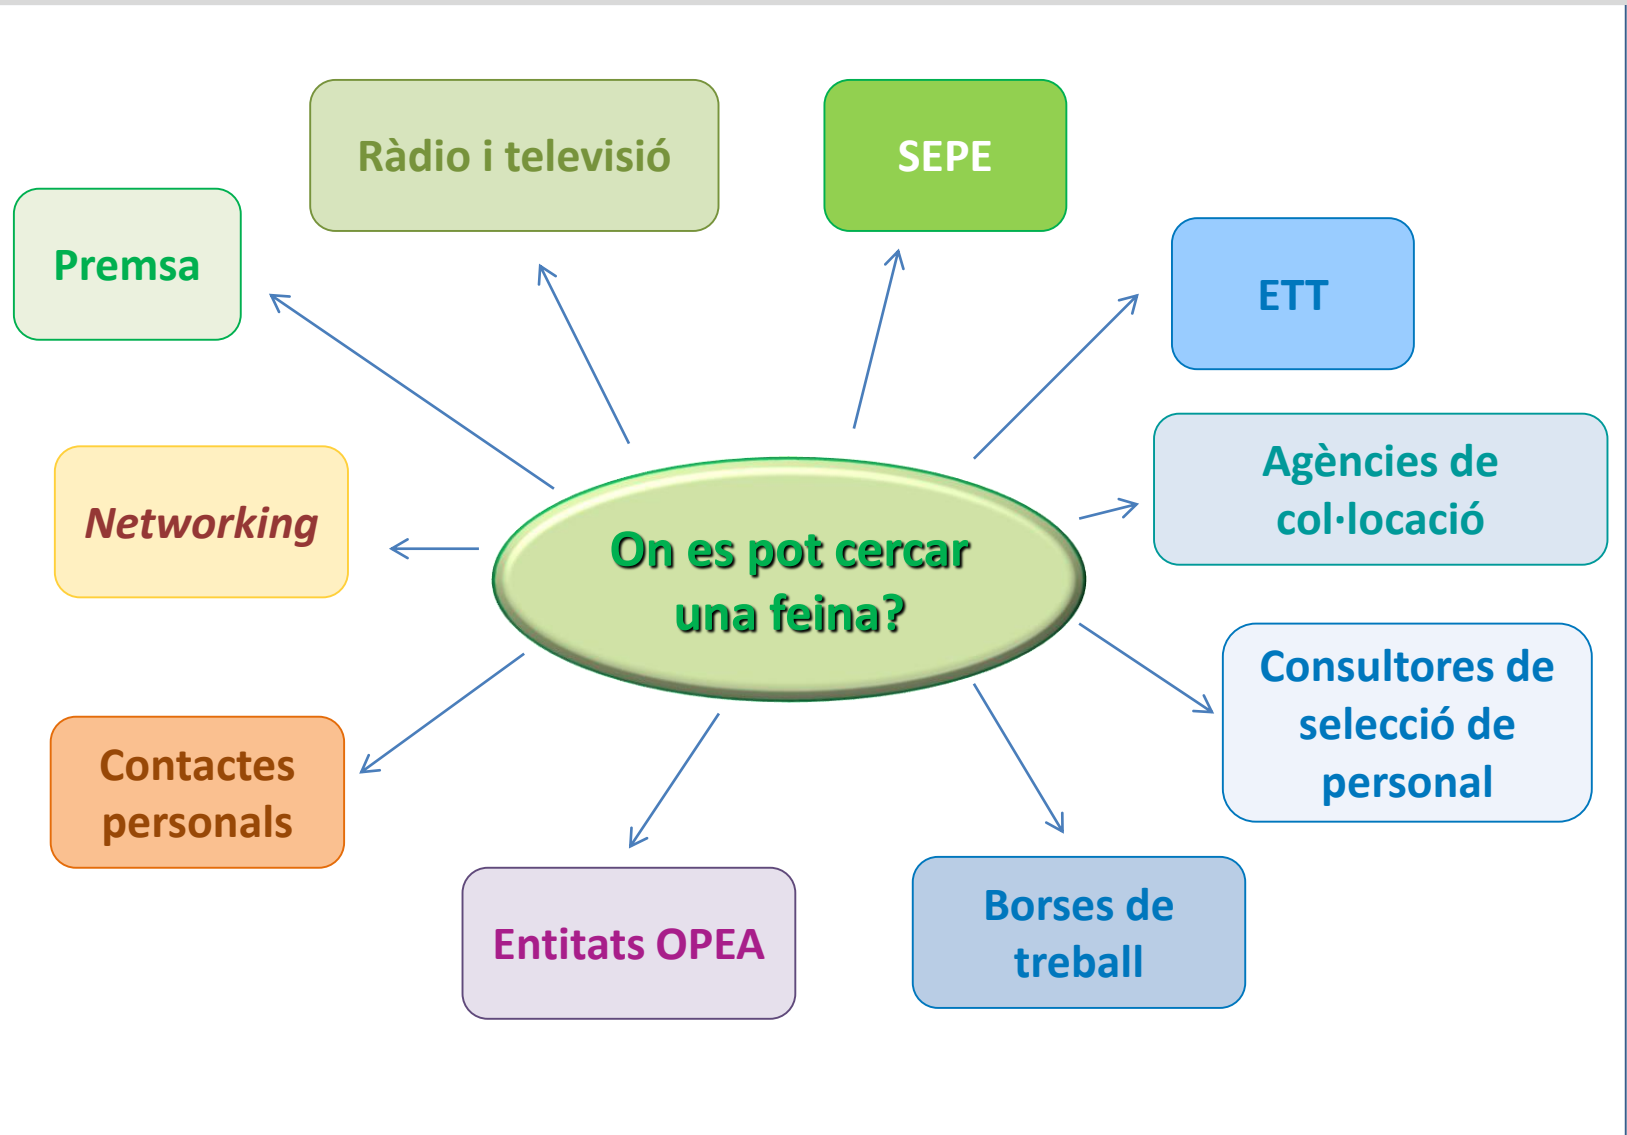 Ràdio i televisió
SEPE
Premsa
ETT
Agències de
col·locació
Networking
On es pot cercar
una feina?
Consultores de
selecció de
personal
Contactes
personals
Entitats OPEA
Borses de
treball